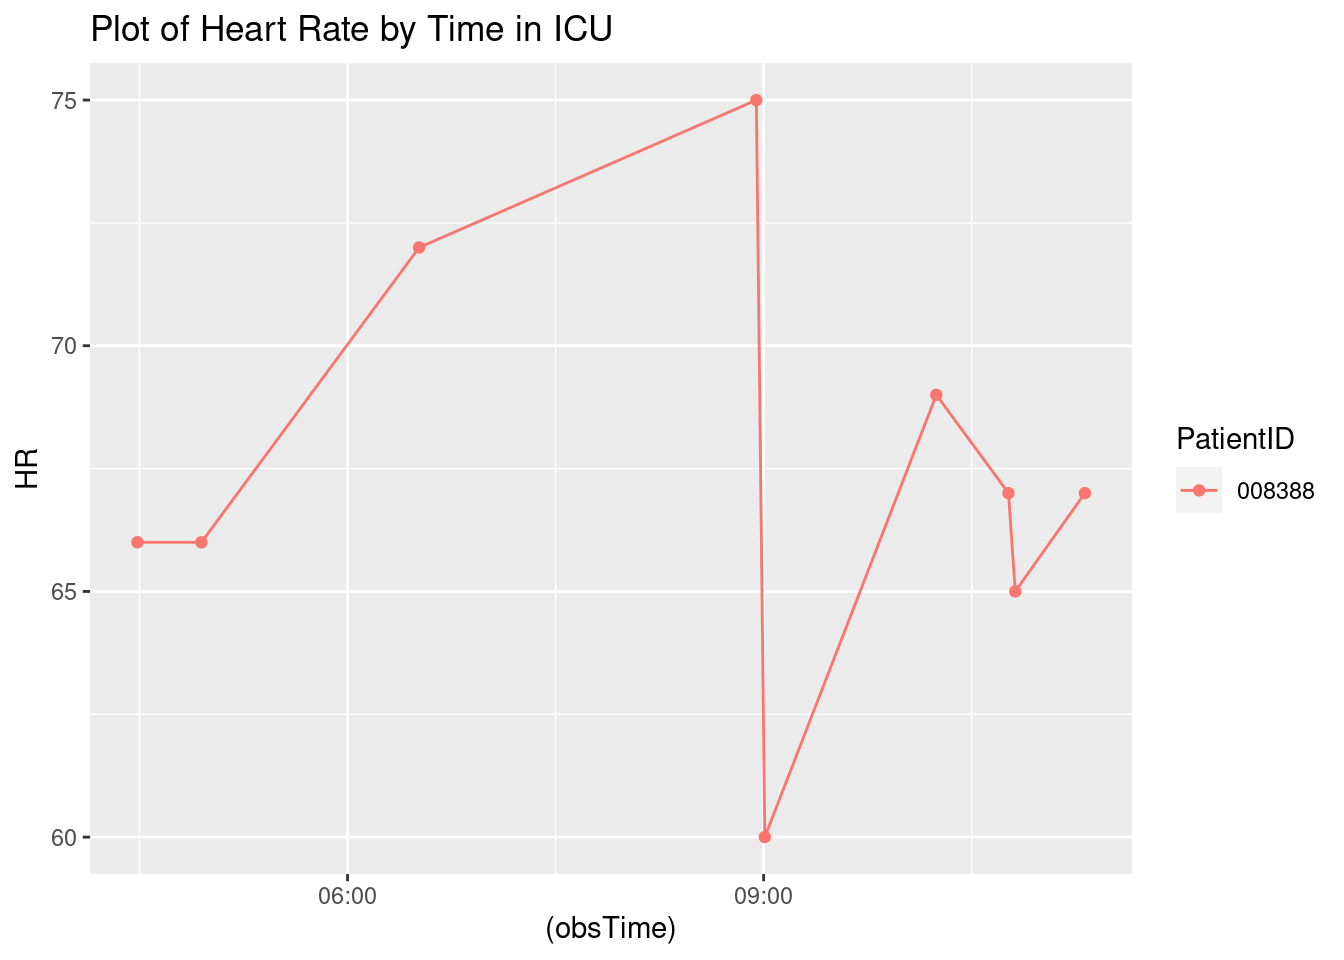 Plot of Heart Rate by Time in ICU
75
70
65
60
HR
06:00
09:00
(obsTime)
PatientID
008388